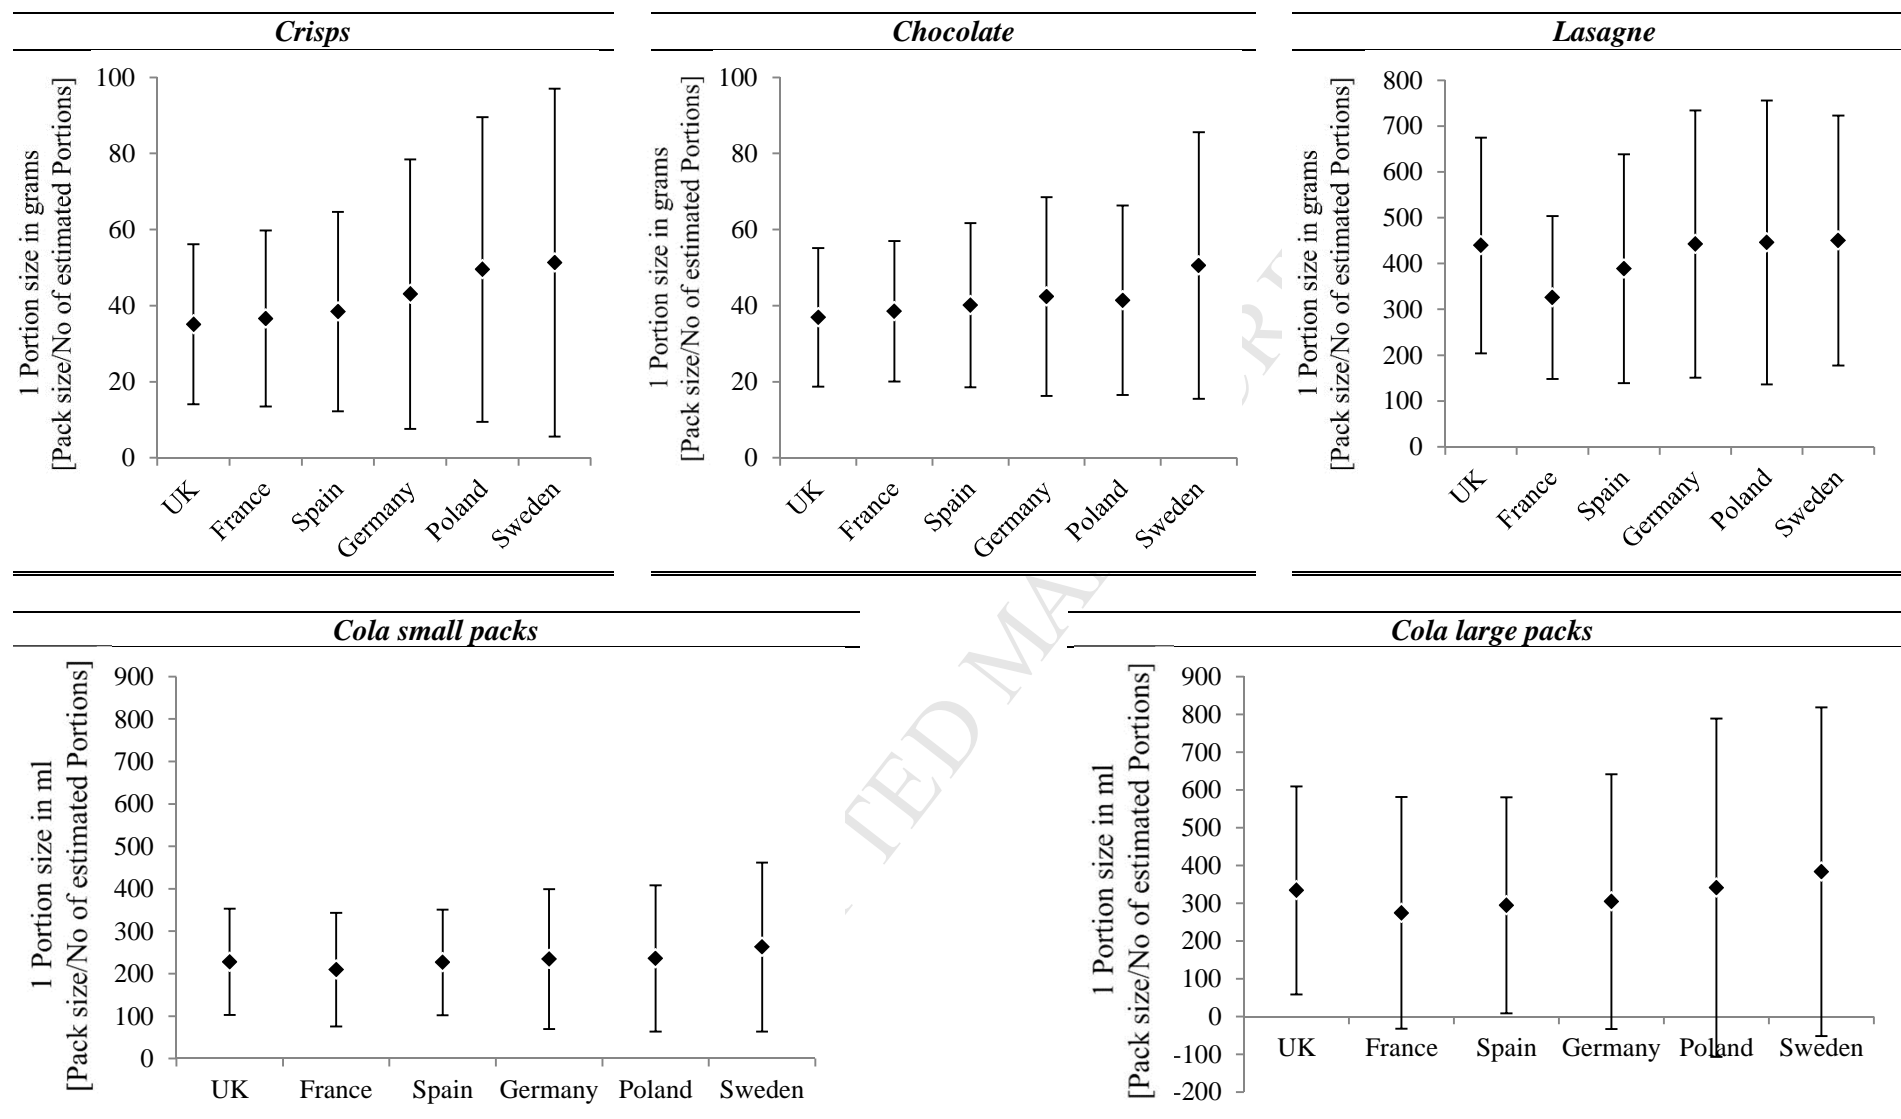 Crisps
1 Portion size in grams
[Pack size/No of estimated Portions]
100
80
60
40
20
0
UK
France
Spain
Germany
Poland
Sweden
Chocolate
1 Portion size in grams
[Pack size/No of estimated Portions]
100
80
60
40
20
0
UK
France
Spain
Germany
Poland
Sweden
Lasagne
1 Portion size in grams
[Pack size/No of estimated Portions]
800
700
600
500
400
300
200
100
0
UK
France
Spain
Germany
Poland
Sweden
Cola small packs
1 Portion size in ml
[Pack size/No of estimated Portions]
900
800
700
600
500
400
300
200
100
0
UK France Spain Germany Poland Sweden
Cola large packs
1 Portion size in ml
[Pack size/No of estimated Portions]
900
800
700
600
500
400
300
200
100
0
-100
-200
UK France Spain Germany Poland Sweden